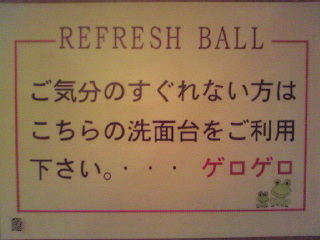 REFRESH BALL
ご気分のすぐれない方は
こちらの洗面台をご利用
下さい。・・・ ゲロゲロ